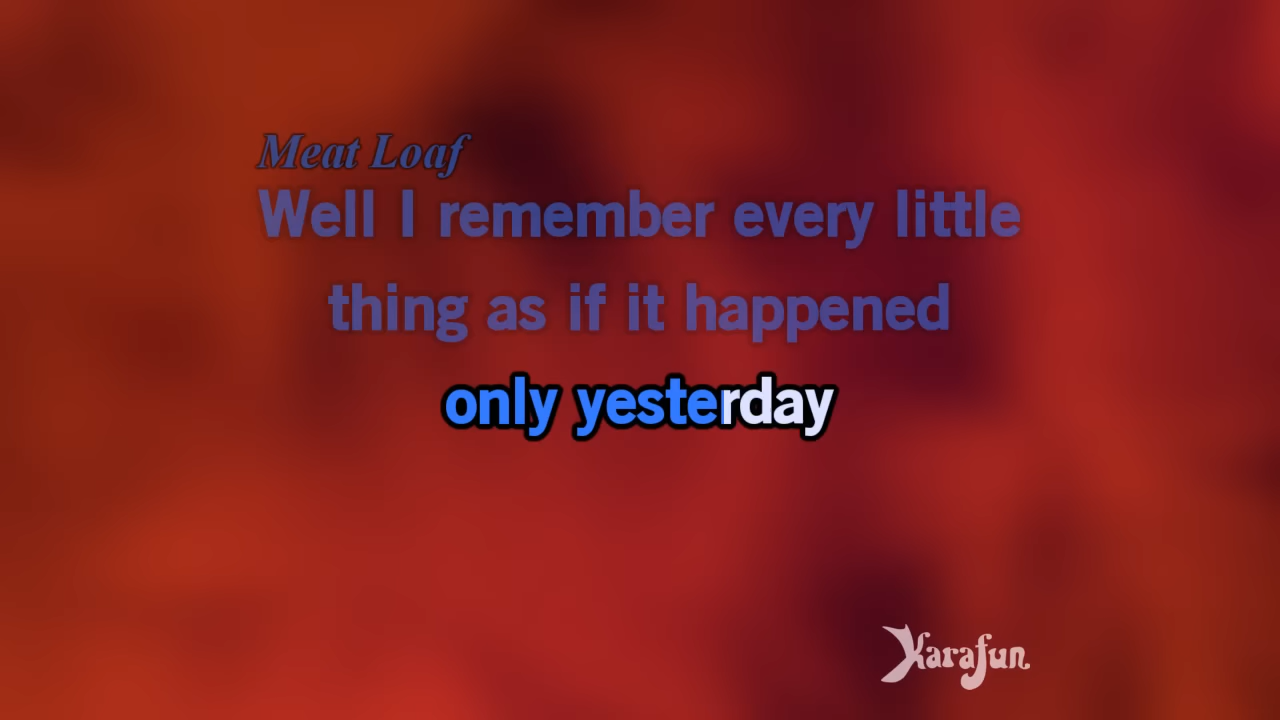 Meat Loaf
Well I remember every little
thing as if it happened
only yesterday
Karafun